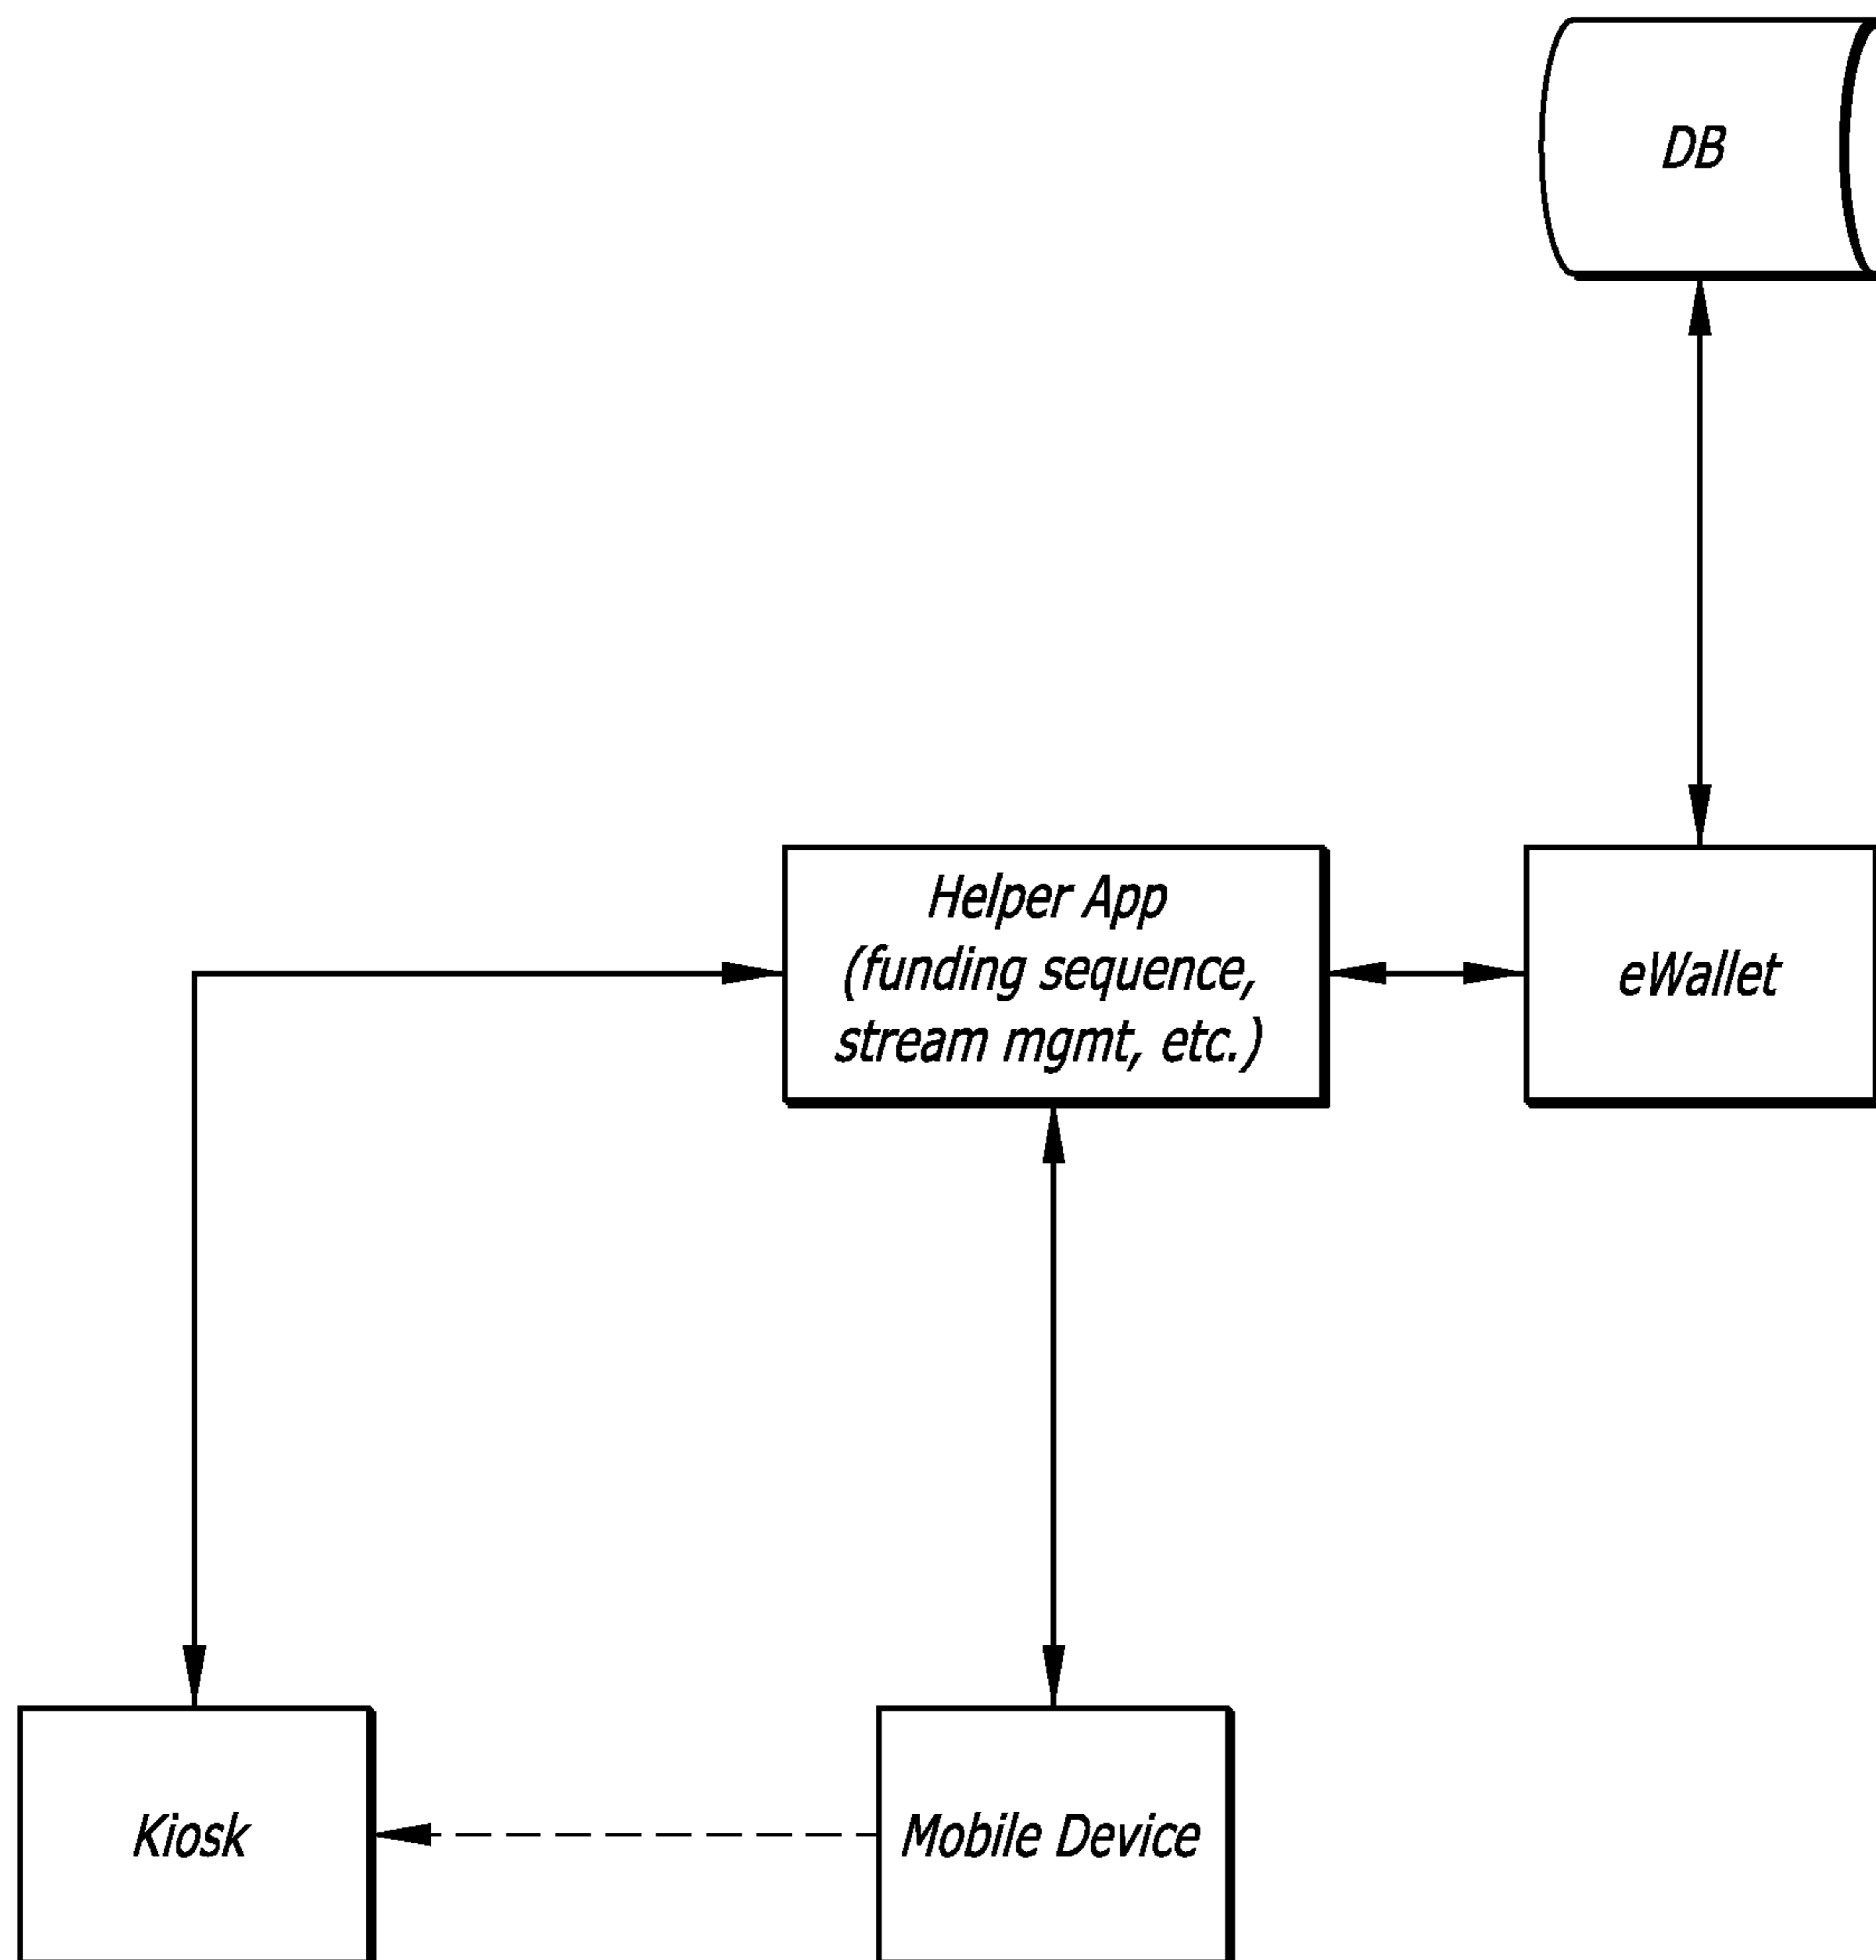 DB
Helper App
(funding sequence,
stream mgmt, etc.)
eWallet
Kiosk
Mobile Device